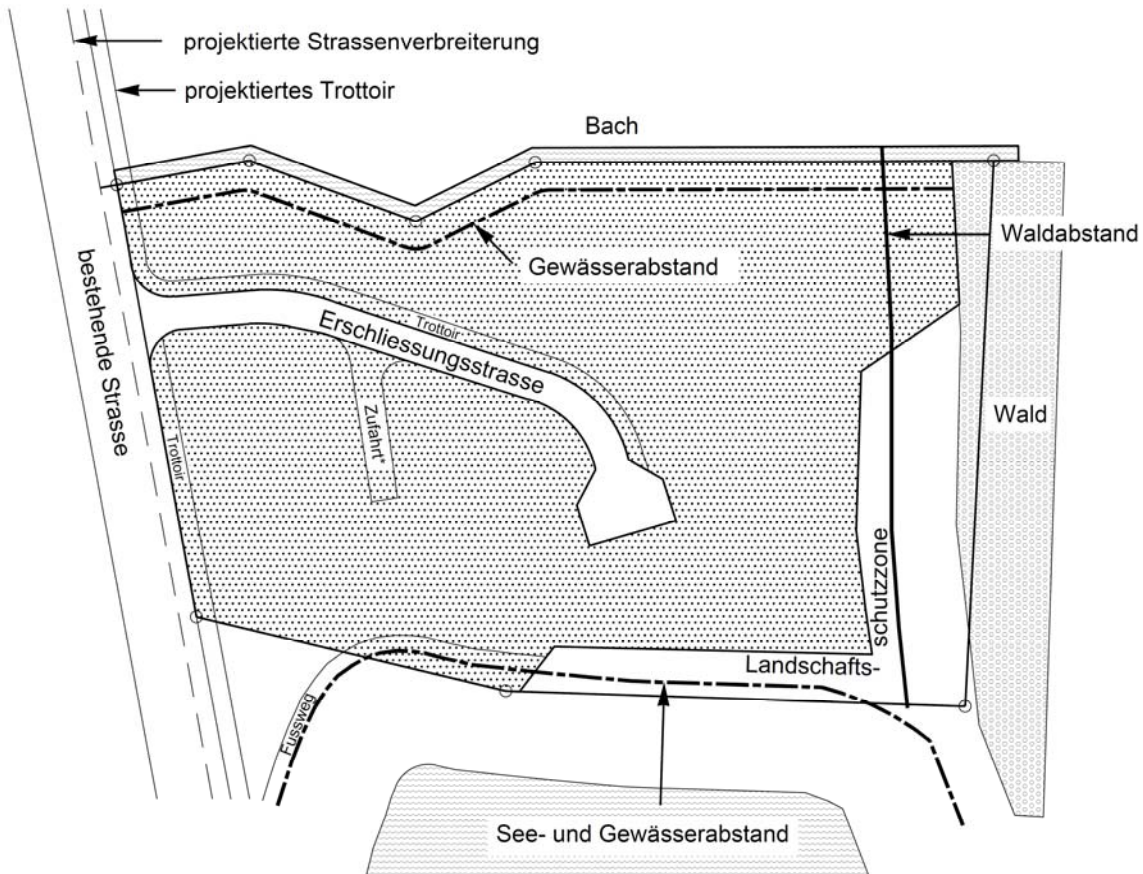 projektierte Strassenverbreiterung
projektiertes Trottoir
Bach
Waldabstand
Gewässerabstand
bestehende Strasse
Trottoir
Erschliessungsstrasse
Zufahrt*
Wald
Trottoir
schutzzone
Landschafts-
Fussweg
See- und Gewässerabstand